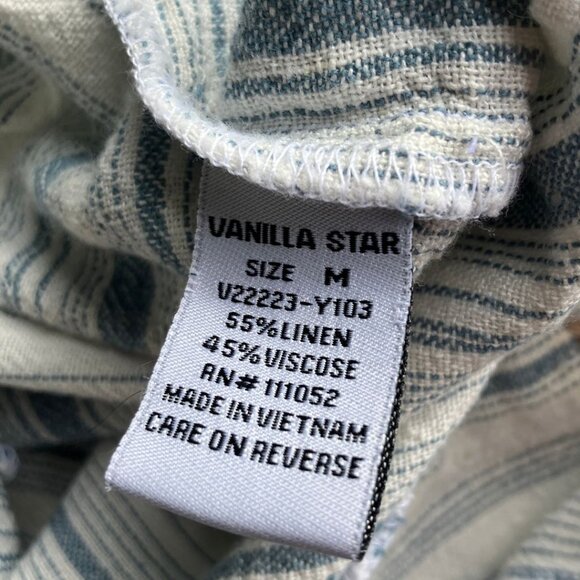 VANILLA STAR
SIZE M
V22223-Y103
55%LINEN
45%VISCOSE
RN# 111052
MADE IN VIETNAM
CARE ON REVERSE